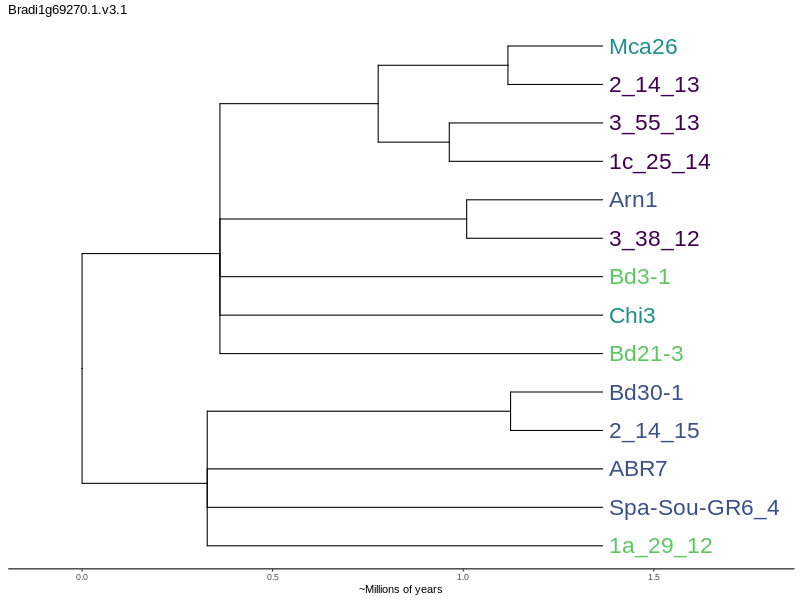 Bradi1g69270.1.v3.1
Mca26
2_14_13
3_55_13
1c_25_14
Arn1
3_38_12
Bd3-1
Chi3
Bd21-3
Bd30-1
2_14_15
ABR7
Spa-Sou-GR6_4
1a_29_12
0.0 0.5 1.0 1.5
~Millions of years